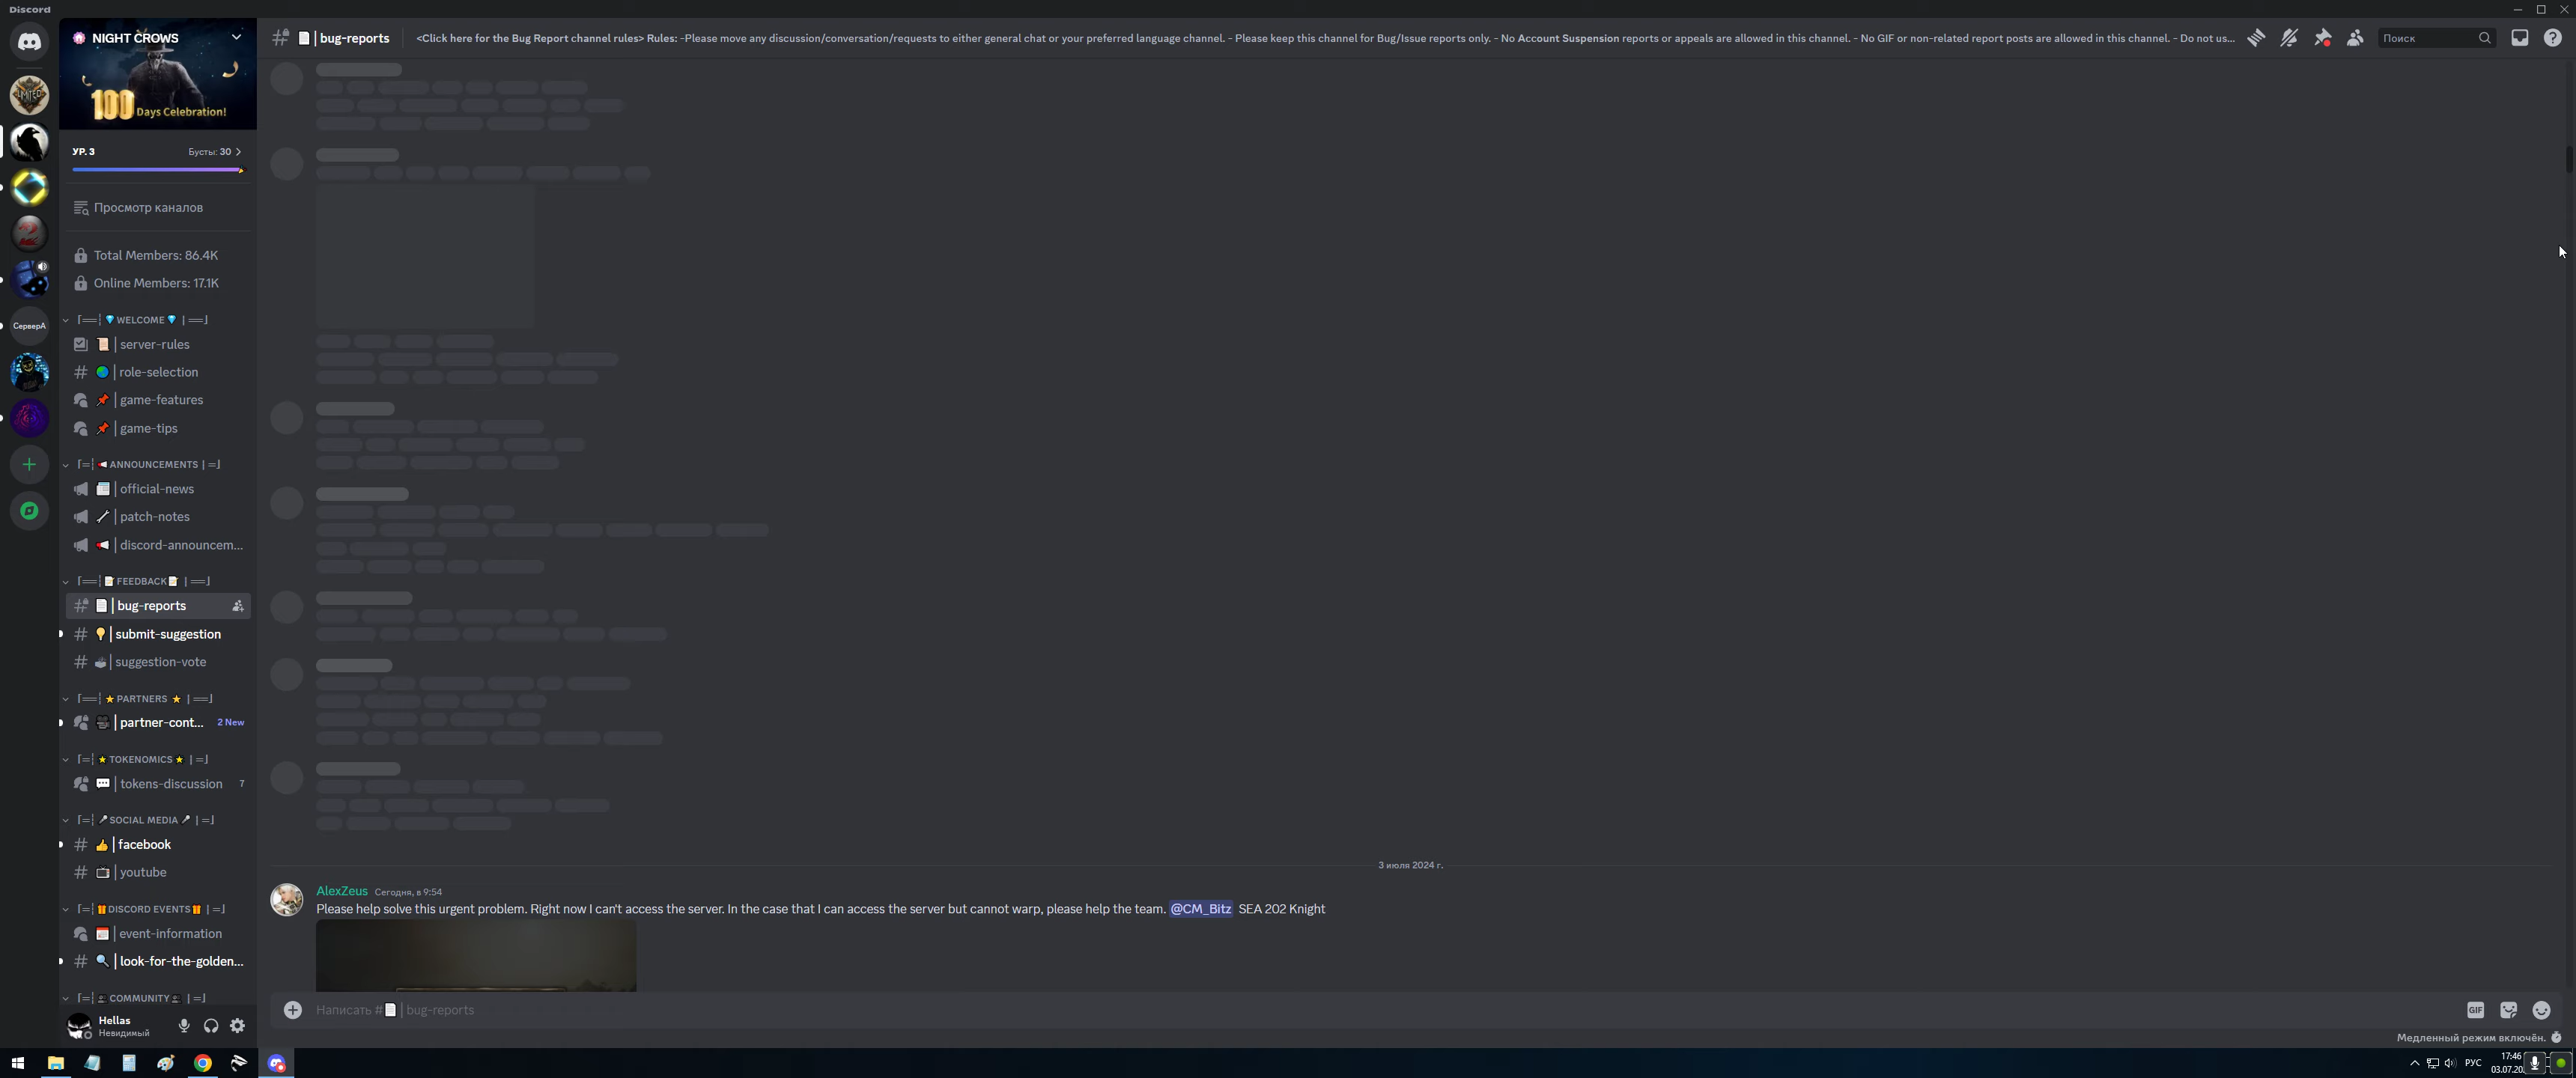 Discord
NIGHT CROWS
100 Days Celebration!
УР. 3
Бусты: 30
Просмотр каналов
Total Members: 86.4K
Online Members: 17.1K
WELCOME
server-rules
role-selection
game-features
game-tips
ANNOUNCEMENTS
official-news
patch-notes
discord-announcem...
FEEDBACK
bug-reports
submit-suggestion
suggestion-vote
PARTNERS
partner-cont... 2 New
TOKENOMICS
tokens-discussion 7
SOCIAL MEDIA
facebook
youtube
DISCORD EVENTS
event-information
look-for-the-golden...
COMMUNITY
Hellas
Невидимый
СерверА
bug-reports
<Click here for the Bug Report channel rules> Rules: -Please move any discussion/conversation/requests to either general chat or your preferred language channel. - Please keep this channel for Bug/Issue reports only. - No Account Suspension reports or appeals are allowed in this channel. - No GIF or non-related report posts are allowed in this channel. - Do not us...
Поиск
3 июля 2024 г.
AlexZeus Сегодня, в 9:54
Please help solve this urgent problem. Right now I can't access the server. In the case that I can access the server but cannot warp, please help the team. @CM_Bitz SEA 202 Knight
Написать # | bug-reports
GIF
Медленный режим включён.
РУС
17:46
03.07.20